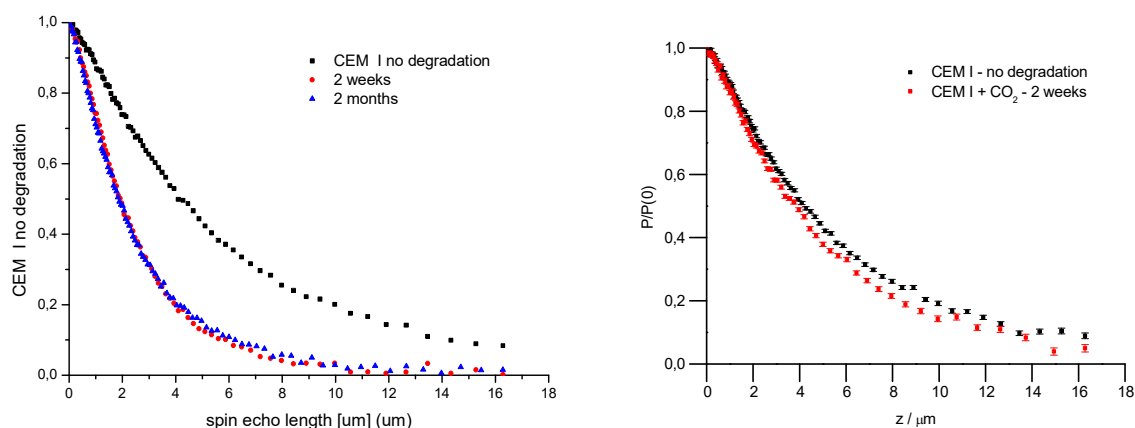 1,0
0,8
0,6
0,4
0,2
0,0
CEM I no degradation
CEM I no degradation
2 weeks
2 months
0 2 4 6 8 10 12 14 16 18
spin echo length [um] (um)
1,0
0,8
0,6
0,4
0,2
0,0
P/P(0)
CEM I - no degradation
CEM I + CO2 - 2 weeks
0 2 4 6 8 10 12 14 16 18
z / μm